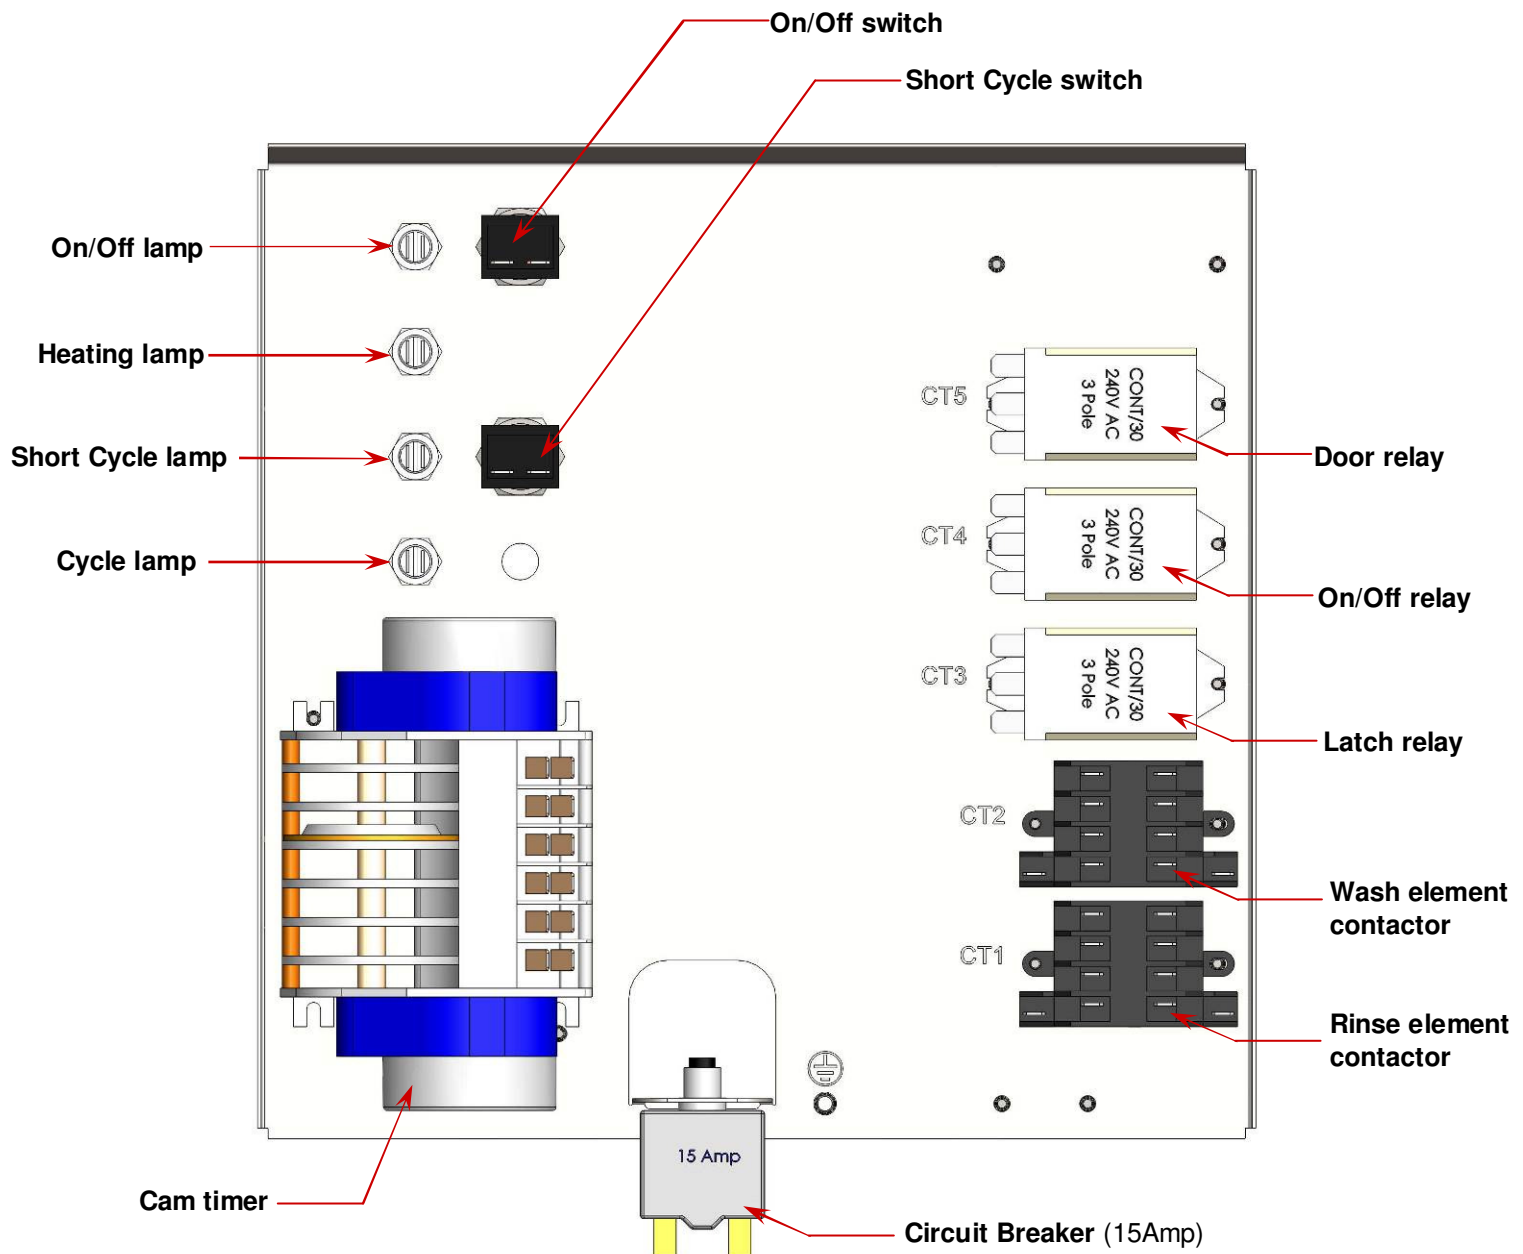 On/Off switch
Short Cycle switch
On/Off lamp
Heating lamp
CT5
CONT/30
240V AC
3 Pole
Short Cycle lamp
Door relay
CT4
CONT/30
240V AC
3 Pole
Cycle lamp
On/Off relay
CT3
CONT/30
240V AC
3 Pole
Latch relay
CT2
Wash element
contactor
CT1
Rinse element
contactor
15 Amp
Cam timer
Circuit Breaker (15Amp)